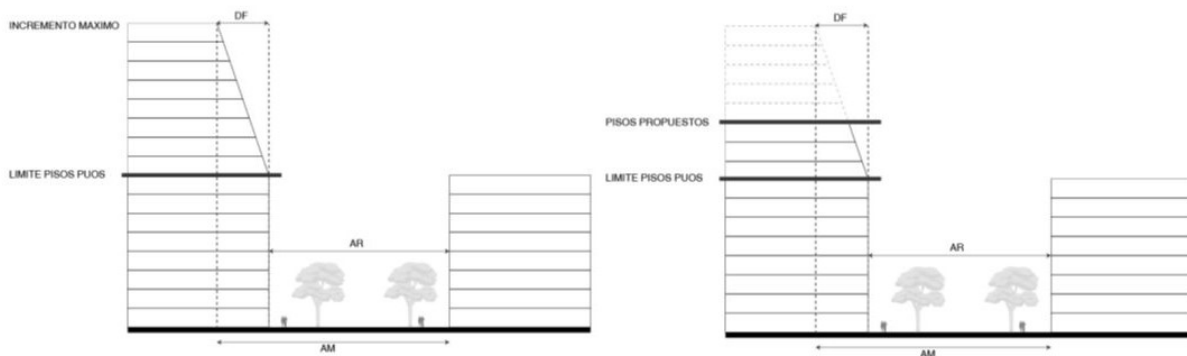 INCREMENTO MAXIMO
DF
LIMITE PISOS PUOS
AR
AM
DF
PISOS PROPUESTOS
LIMITE PISOS PUOS
AR
AM